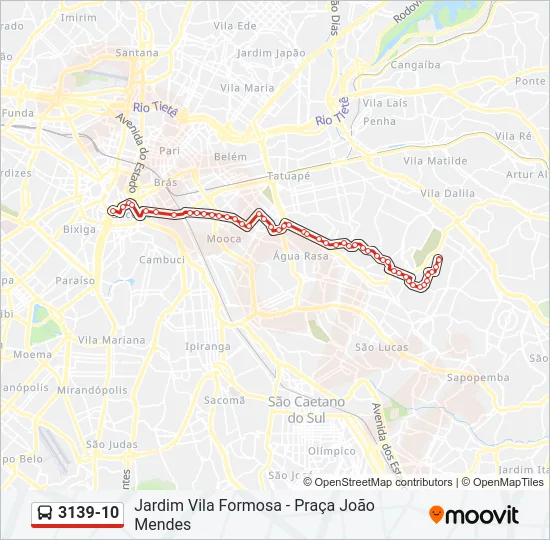 Imirim
Vila Ede
ão Dias
Rodov
Santana
Jardim Japão
Cangaíba
Vila Maria
Ponte
Funda
Rio Tietê
Rio Tietê
Vila Laís
Penha
Avenida do Estado
Pari
Vila Ré
Belém
Vila Matilde
rdizes
Brás
Tatuapé
Artur Al
Vila Dalila
Bixiga
Mooca
Água Rasa
Cambuci
Paraíso
Vila Mariana
Moema
Ipiranga
São Lucas
Sapopemba
nópolis
Mirandópolis
Sacomã
São Caetano
do Sul
Avenida dos Es
São Judas
Olímpico
po Belo
Jardim Ita
São Jo
ntes
© OpenStreetMap contributors | © OpenMapTiles
3139-10
Jardim Vila Formosa - Praça João
Mendes
moovit